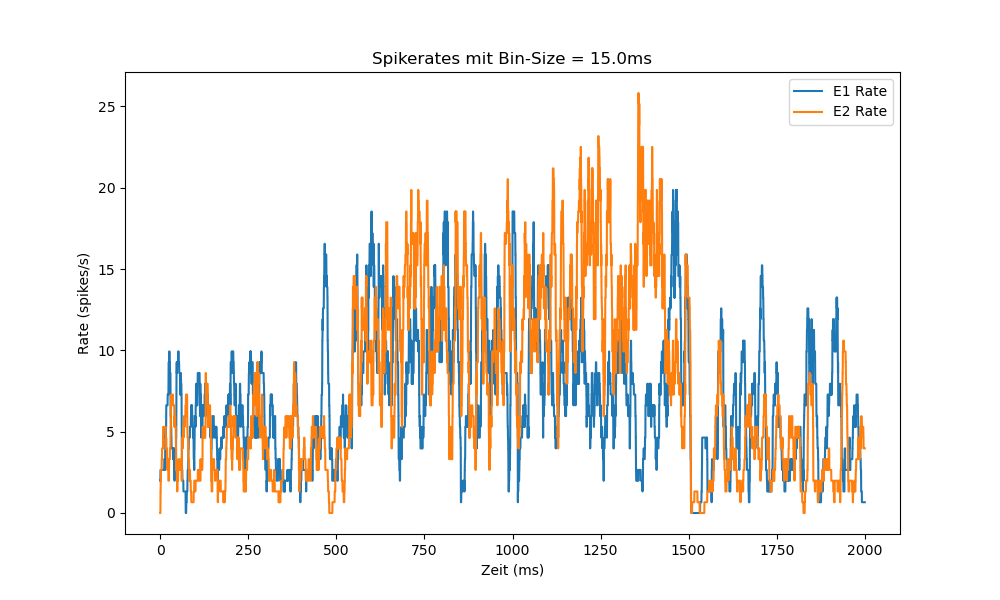 Spikerates mit Bin-Size = 15.0ms
E1 Rate
E2 Rate
Rate (spikes/s)
25
20
15
10
5
0
0 250 500 750 1000 1250 1500 1750 2000
Zeit (ms)